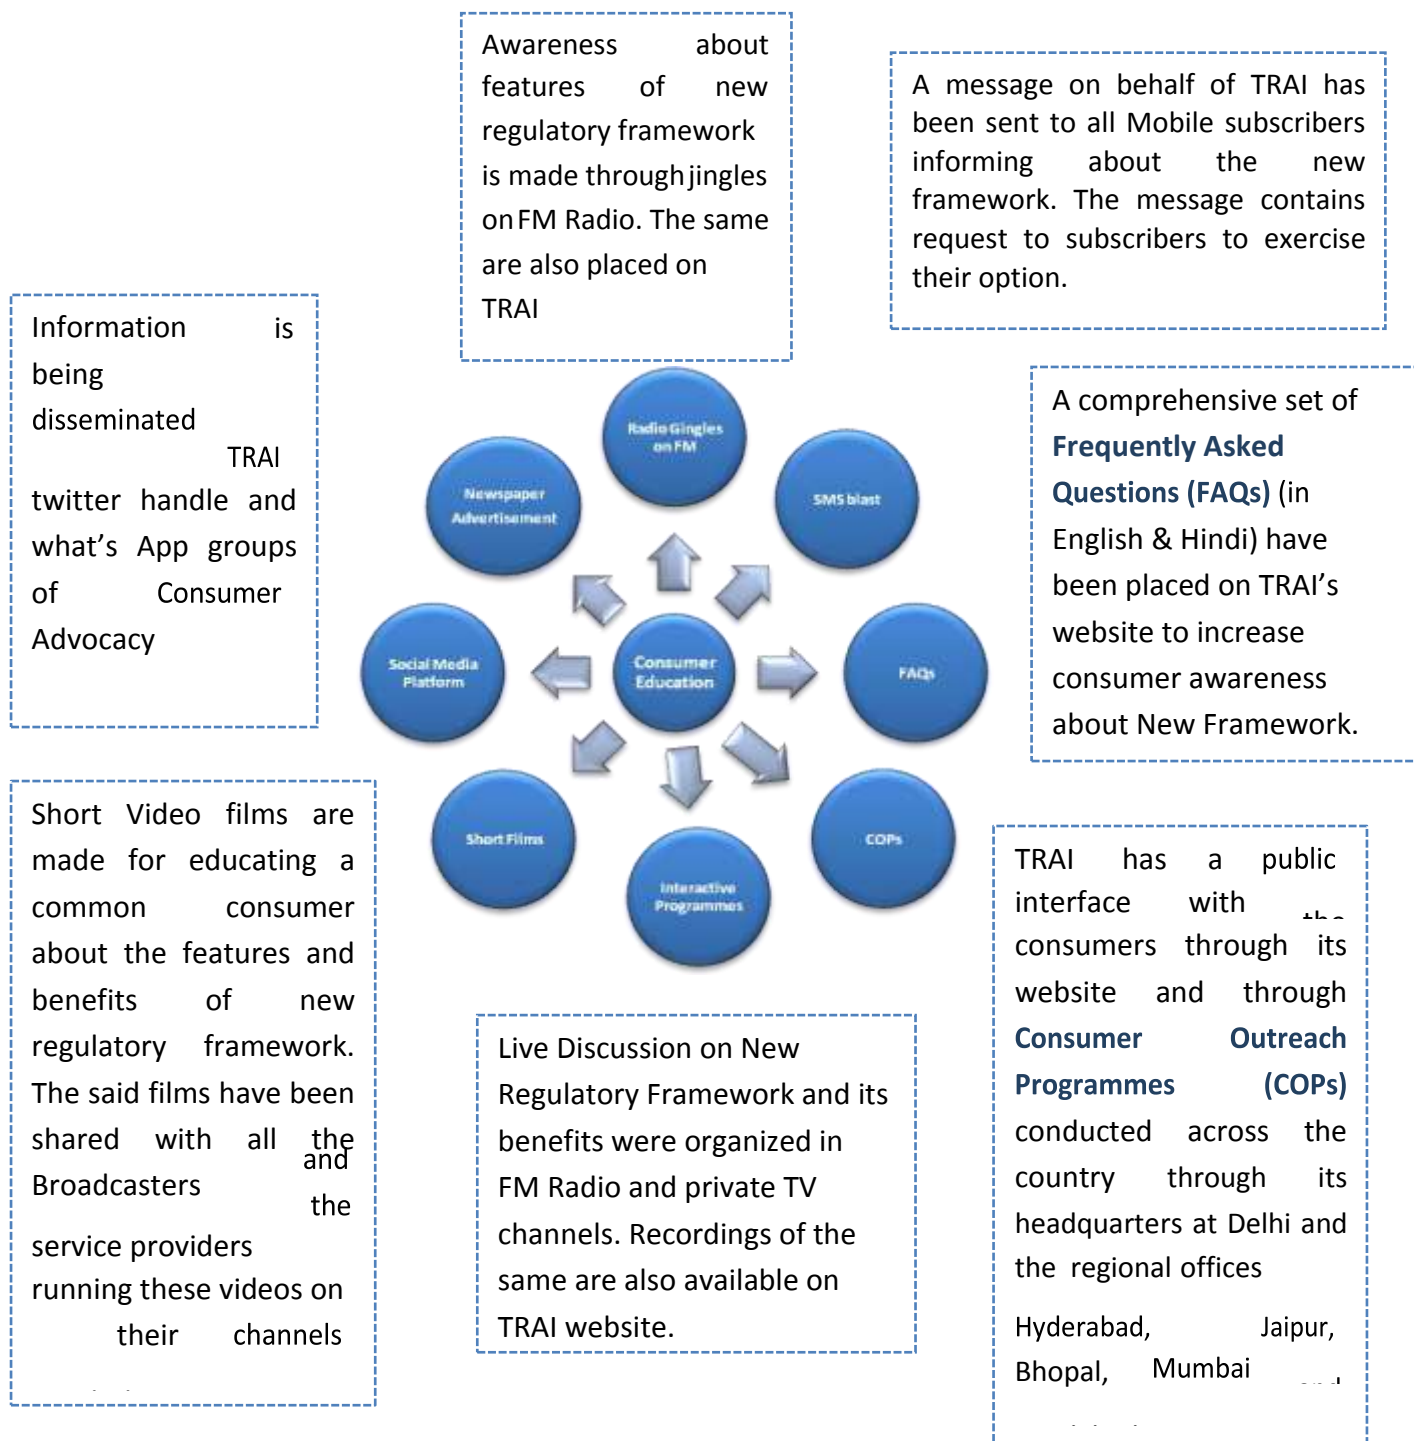 Awareness about
features of new
regulatory framework
is made through jingles
on FM Radio. The same
are also placed on
TRAI
A message on behalf of TRAI has
been sent to all Mobile subscribers
informing about the new
framework. The message contains
request to subscribers to exercise
their option.
Information is
being
disseminated
TRAI
twitter handle and
what's App groups
of Consumer
Advocacy
A comprehensive set of
Frequently Asked
Questions (FAQs) (in
English & Hindi) have
been placed on TRAI's
website to increase
consumer awareness
about New Framework.
Radio Gingles
on FM
SMS blast
FAQs
COPs
Interactive
Programmes
Short Films
Social Media
Platform
Newspaper
Advertisement
Consumer
Education
Short Video films are
made for educating a
common consumer
about the features and
benefits of new
regulatory framework.
The said films have been
shared with all the
Broadcasters and
the
service providers
running these videos on
their channels
Live Discussion on New
Regulatory Framework and its
benefits were organized in
FM Radio and private TV
channels. Recordings of the
same are also available on
TRAI website.
TRAI has a public
interface with
consumers through its
website and through
Consumer Outreach
Programmes (COPs)
conducted across the
country through its
headquarters at Delhi and
the regional offices
Hyderabad, Jaipur,
Bhopal, Mumbai